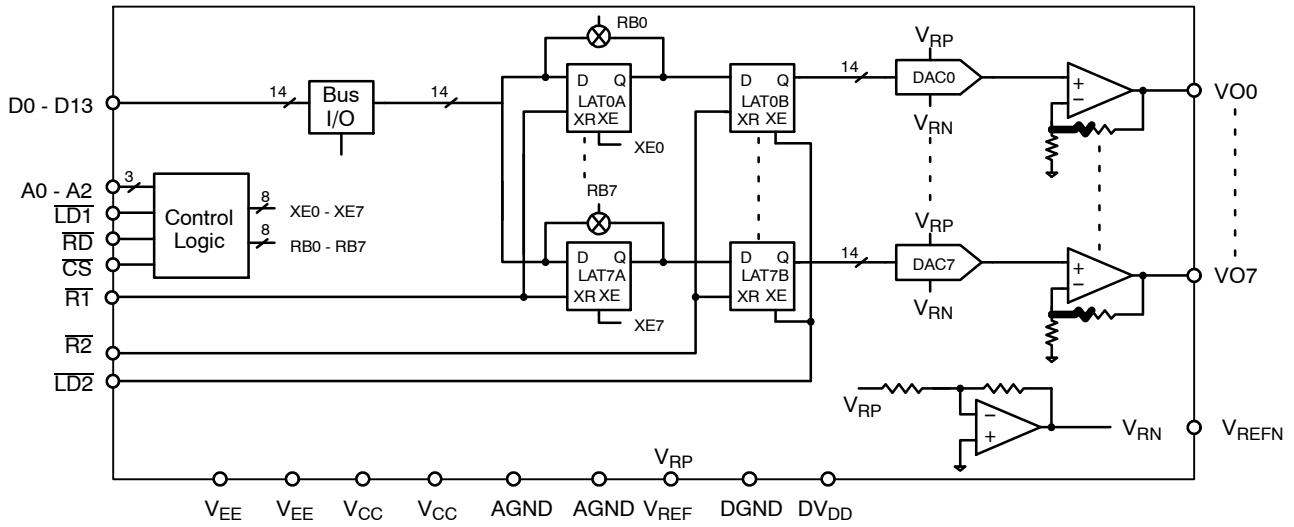 RB0
V_RP
14
14
14
D0 - D13
Bus
I/O
D Q
LAT0A
XR XE
D Q
LAT0B
XR XE
DAC0
+
−
VO0
XE0
V_RN
A0 - A2
3
LD1
RD
CS
Control
Logic
8
XE0 - XE7
8
RB0 - RB7
RB7
V_RP
14
D Q
LAT7A
XR XE
D Q
LAT7B
XR XE
DAC7
+
−
VO7
R1
XE7
V_RN
R2
LD2
V_RP
−
+
V_RN
V_REFN
V_RP
V_EE
V_EE
V_CC
V_CC
AGND
AGND
V_REF
DGND
DV_DD